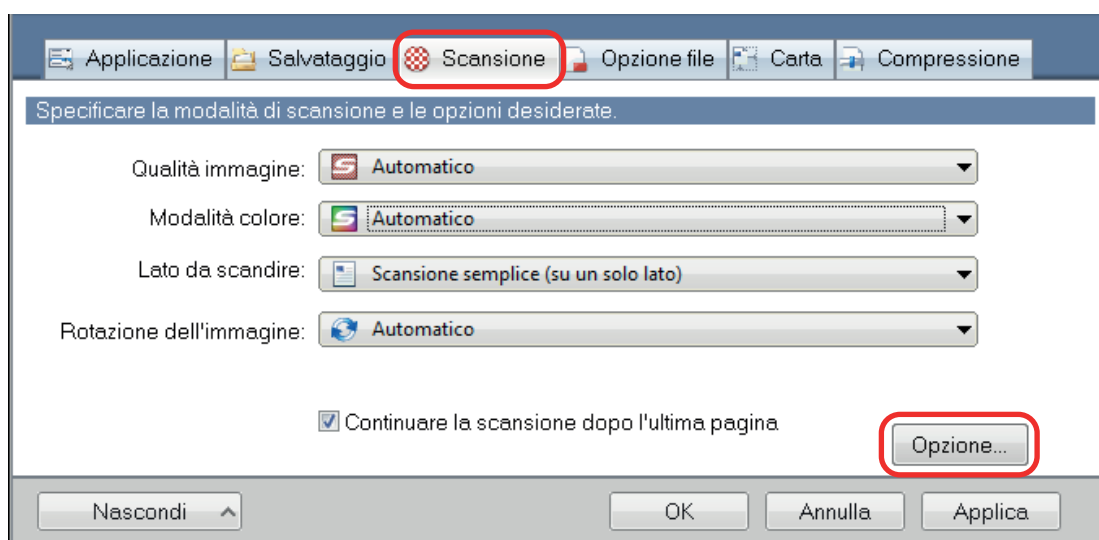 Applicazione Salvataggio Scansione Opzione file Carta Compressione
Specificare la modalità di scansione e le opzioni desiderate.
Qualità immagine: Automatico
Modalità colore: Automatico
Lato da scandire: Scansione semplice (su un solo lato)
Rotazione dell'immagine: Automatico
Continuare la scansione dopo l'ultima pagina
Opzione...
Nascondi OK Annulla Applica